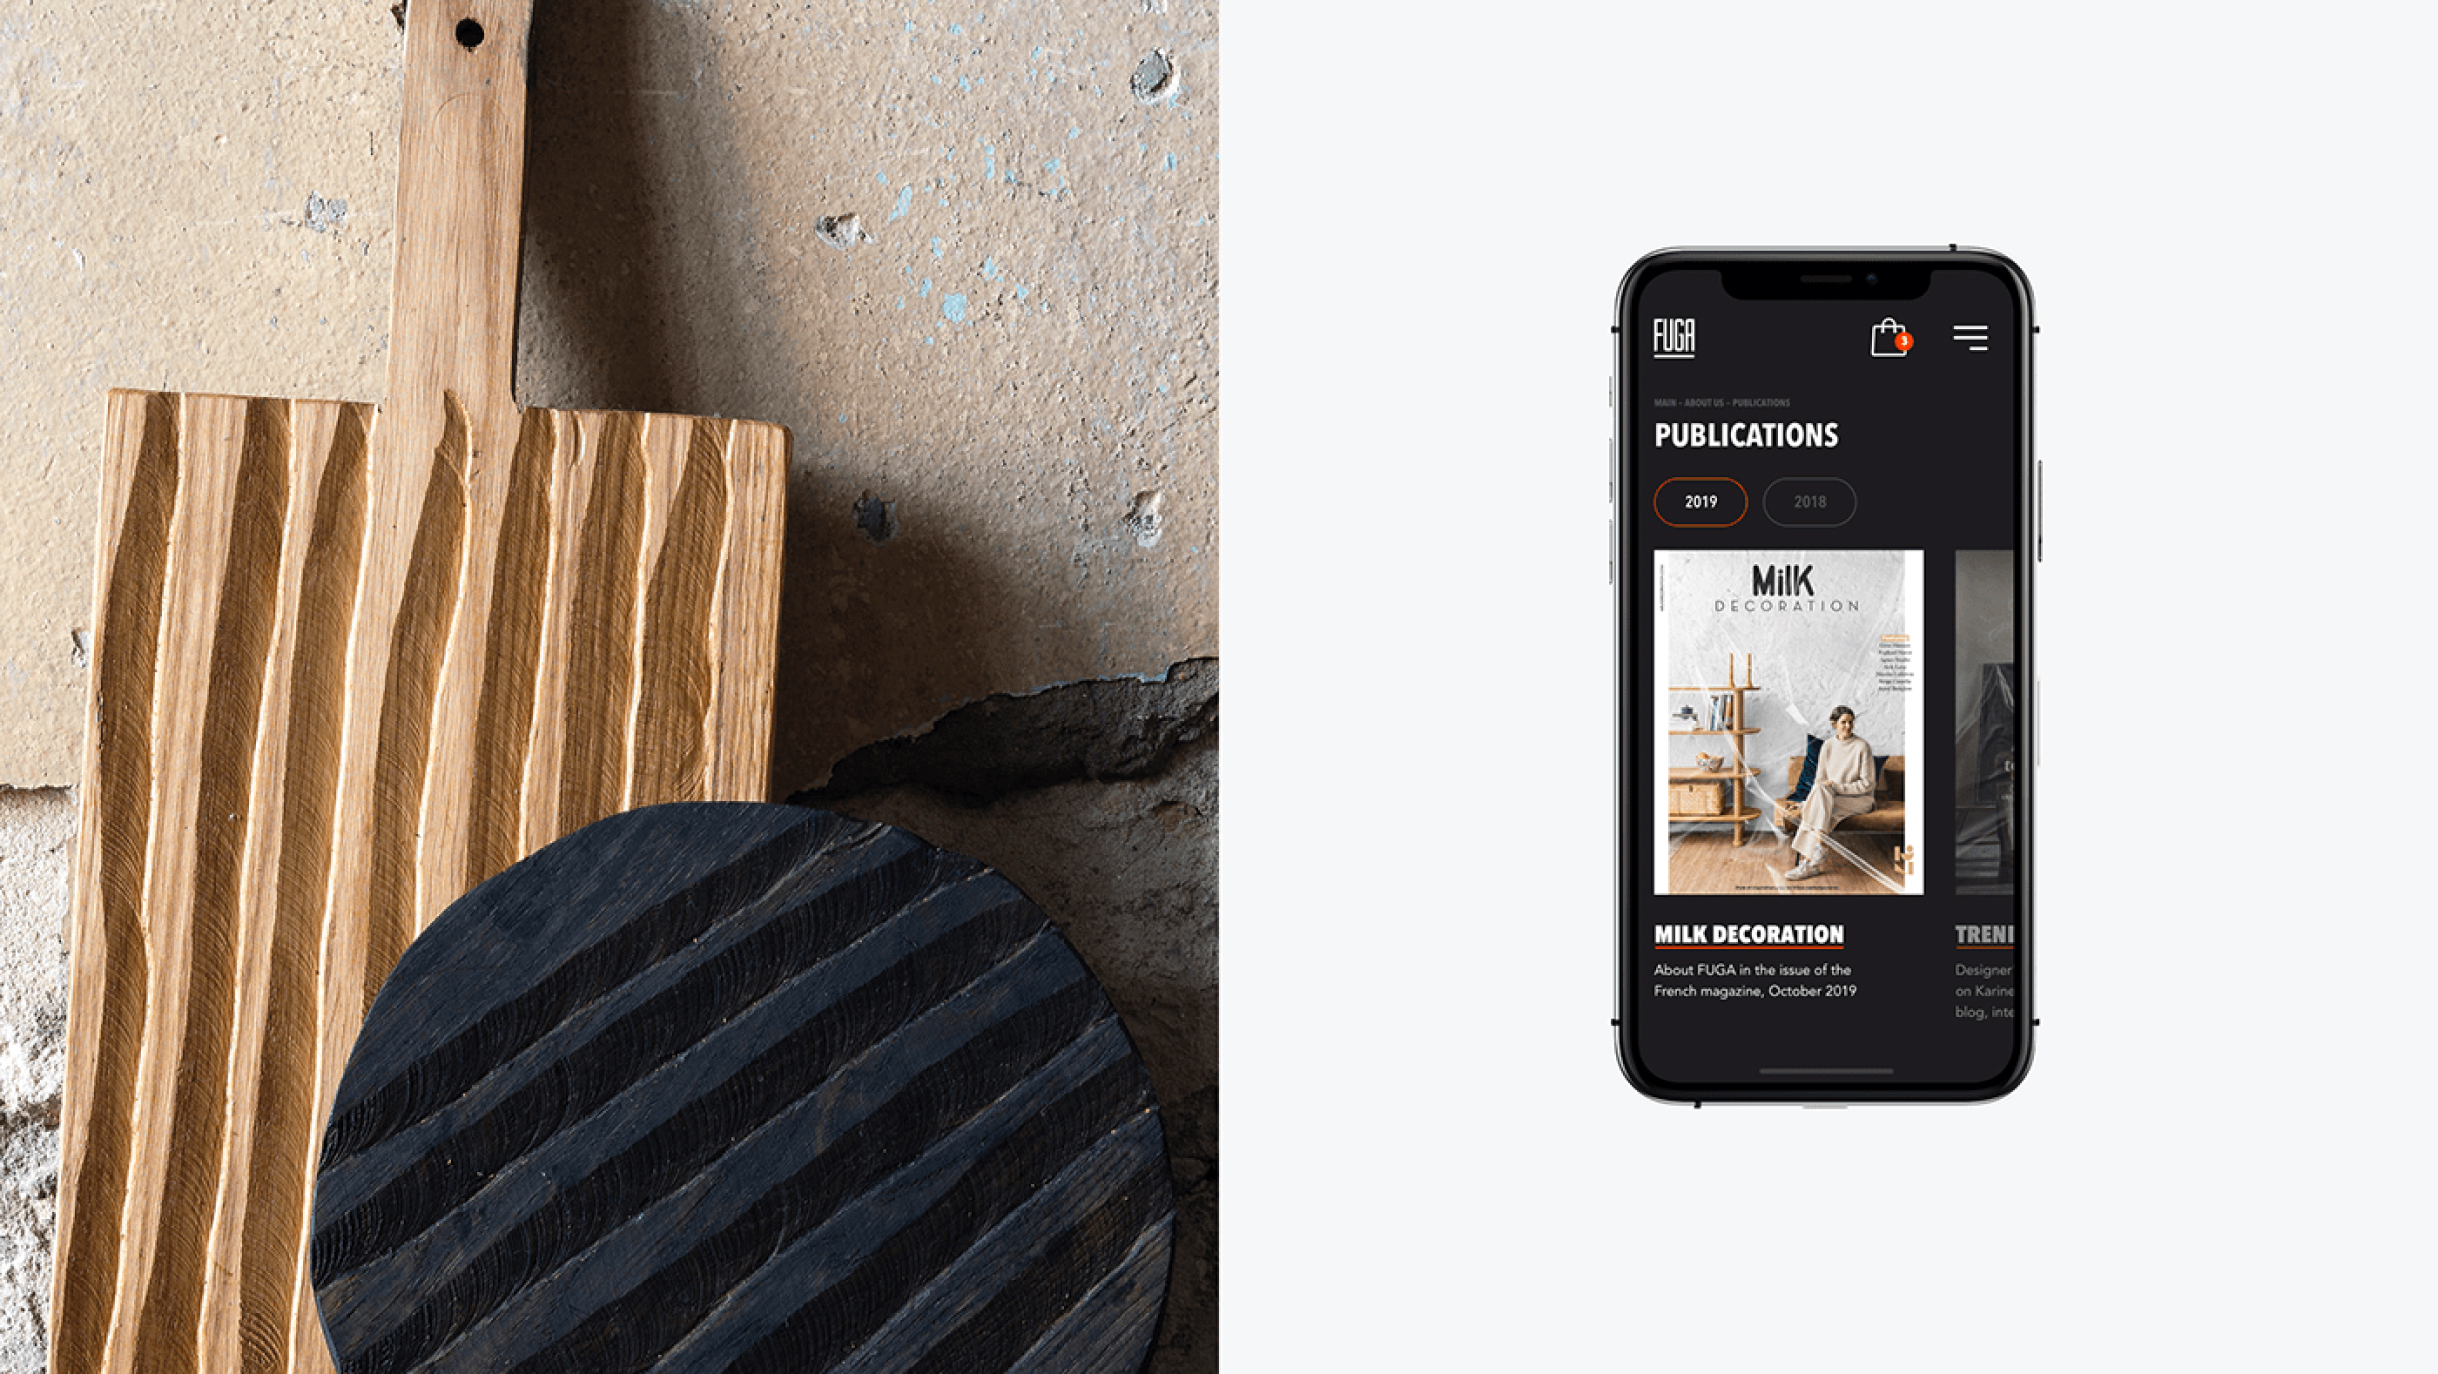 FUGA
3
MAIN - ABOUT US - PUBLICATIONS
PUBLICATIONS
2019
2018
MilK
DECORATION
MILK DECORATION
About FUGA in the issue of the
French magazine, October 2019
TREN
Designer
on Karine
blog, inte